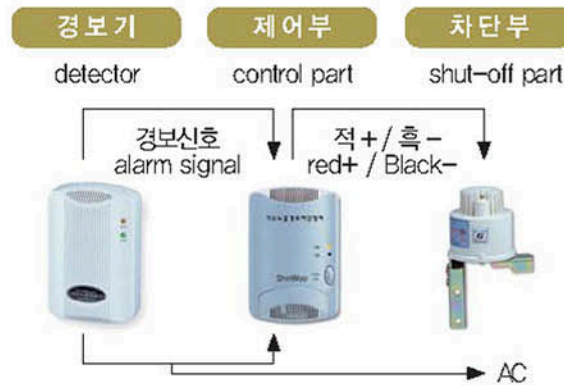 경보기
제어부
차단부
detector
control part
shut-off part
경보신호
alarm signal
적+/흑-
red+ / Black-
AC